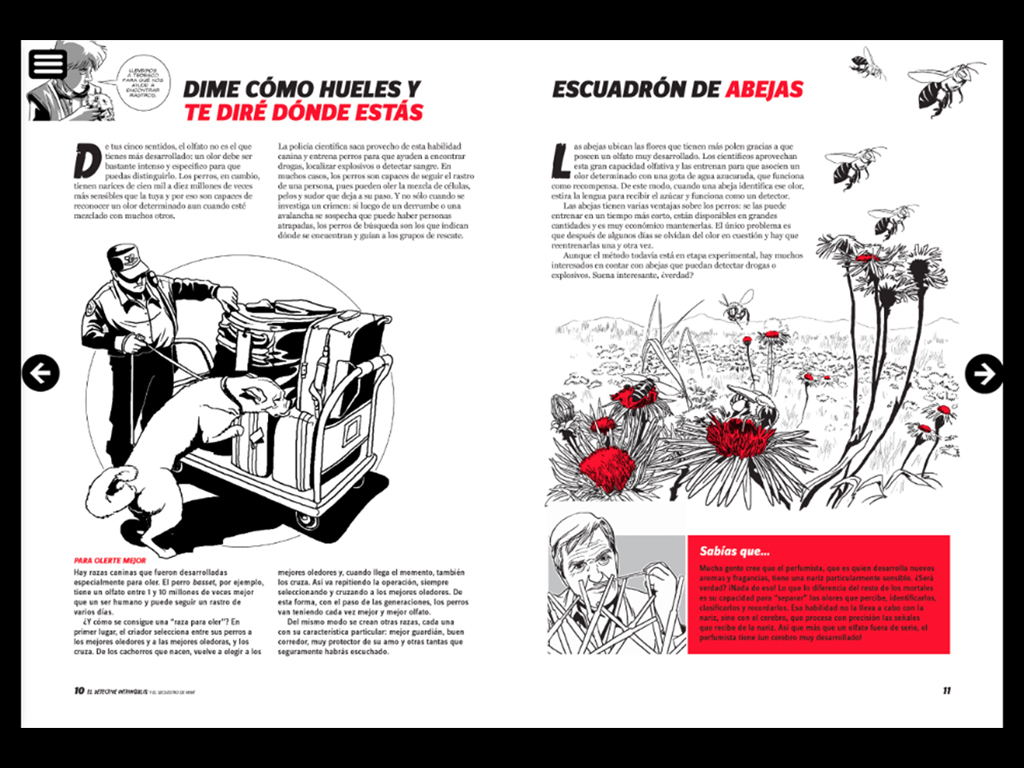 LLEVEMOS
A TEDESCO
PARA QUE NOS
AYUDE A
ENCONTRAR
RASTROS.
DIME CÓMO HUELES Y
TE DIRÉ DÓNDE ESTÁS
De tus cinco sentidos, el olfato no es el que
tienes más desarrollado; un olor debe ser
bastante intenso y específico para que
puedas distinguirlo. Los perros, en cambio,
tienen narices de cien mil a diez millones de veces
más sensibles que la tuya y por eso son capaces de
reconocer un olor determinado aun cuando esté
mezclado con muchos otros.
La policía científica saca provecho de esta habilidad
canina y entrena perros para que ayuden a encontrar
drogas, localizar explosivos o detectar sangre. En
muchos casos, los perros son capaces de seguir el rastro
de una persona, pues pueden oler la mezcla de células,
pelos y sudor que deja a su paso. Y no sólo cuando se
investiga un crimen: si luego de un derrumbe o una
avalancha se sospecha que puede haber personas
atrapadas, los perros de búsqueda son los que indican
dónde se encuentran y guían a los grupos de rescate.
PARA OLERTE MEJOR
Hay razas caninas que fueron desarrolladas
especialmente para oler. El perro basset, por ejemplo,
tiene un olfato entre 1 y 10 millones de veces mejor
que un ser humano y puede seguir un rastro de
varios días.
¿Y cómo se consigue una "raza para oler"? En
primer lugar, el criador selecciona entre sus perros a
los mejores oledores y a las mejores oledoras, y los
cruza. De los cachorros que nacen, vuelve a elegir a los
mejores oledores y, cuando llega el momento, también
los cruza. Así va repitiendo la operación, siempre
seleccionando y cruzando a los mejores oledores. De
esta forma, con el paso de las generaciones, los perros
van teniendo cada vez mejor y mejor olfato.
Del mismo modo se crean otras razas, cada una
con su característica particular: mejor guardián, buen
corredor, muy protector de su amo y otras tantas que
seguramente habrás escuchado.
10 EL DETECTIVE INTRÍNGULIS Y EL SECUESTRO DE MIMÍ
ESCUADRÓN DE ABEJAS
Las abejas ubican las flores que tienen más polen gracias a que
poseen un olfato muy desarrollado. Los científicos aprovechan
esta gran capacidad olfativa y las entrenan para que asocien un
olor determinado con una gota de agua azucarada, que funciona
como recompensa. De este modo, cuando una abeja identifica ese olor,
estira la lengua para recibir el azúcar y funciona como un detector.
Las abejas tienen varias ventajas sobre los perros: se las puede
entrenar en un tiempo más corto, están disponibles en grandes
cantidades y es muy económico mantenerlas. El único problema es
que después de algunos días se olvidan del olor en cuestión y hay que
reentrenarlas una y otra vez.
Aunque el método todavía está en etapa experimental, hay muchos
interesados en contar con abejas que puedan detectar drogas o
explosivos. Suena interesante, ¿verdad?
Sabías que...
Mucha gente cree que el perfumista, que es quien desarrolla nuevos
aromas y fragancias, tiene una nariz particularmente sensible. ¿Será
verdad? ¡Nada de eso! Lo que lo diferencia del resto de los mortales
es su capacidad para "separar" los olores que percibe, identificarlos,
clasificarlos y recordarlos. Esa habilidad no la lleva a cabo con la
nariz, sino con el cerebro, que procesa con precisión las señales
que recibe de la nariz. Así que más que un olfato fuera de serie, el
perfumista tiene ¡un cerebro muy desarrollado!
11